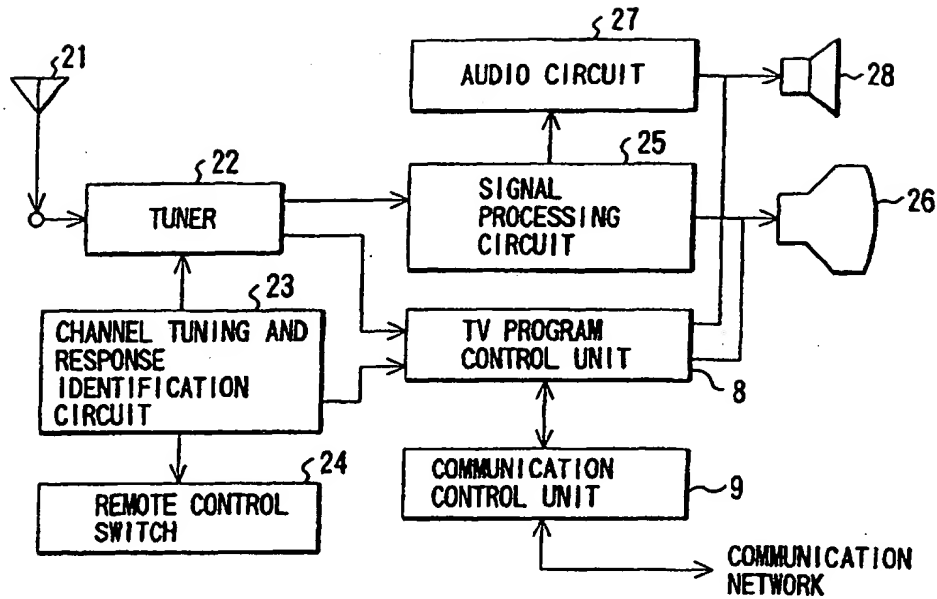 21
27
AUDIO CIRCUIT
28
22
TUNER
25
SIGNAL
PROCESSING
CIRCUIT
26
23
CHANNEL TUNING AND
RESPONSE
IDENTIFICATION
CIRCUIT
TV PROGRAM
CONTROL UNIT
8
24
REMOTE CONTROL
SWITCH
COMMUNICATION
CONTROL UNIT
9
COMMUNICATION
NETWORK